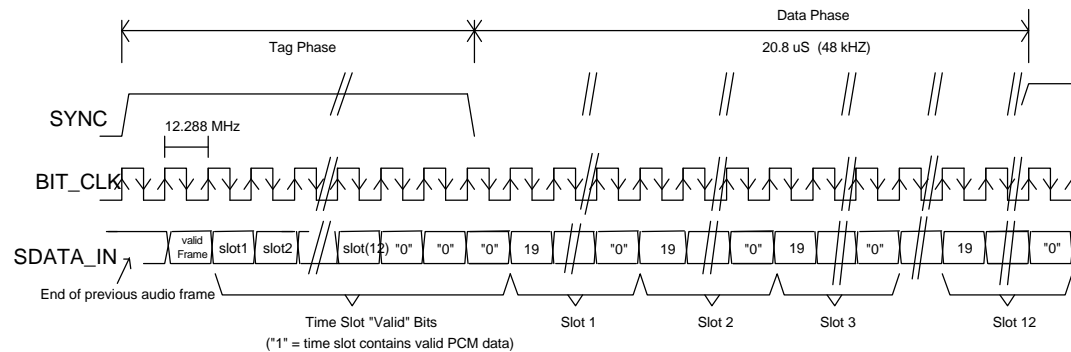 Data Phase
Tag Phase
20.8 uS (48 kHZ)
SYNC
12.288 MHz
BIT_CLK
SDATA_IN
valid Frame
slot1
slot2
slot(12)
"0"
"0"
"0"
19
"0"
19
"0"
19
"0"
19
"0"
End of previous audio frame
Time Slot "Valid" Bits
("1" = time slot contains valid PCM data)
Slot 1
Slot 2
Slot 3
Slot 12